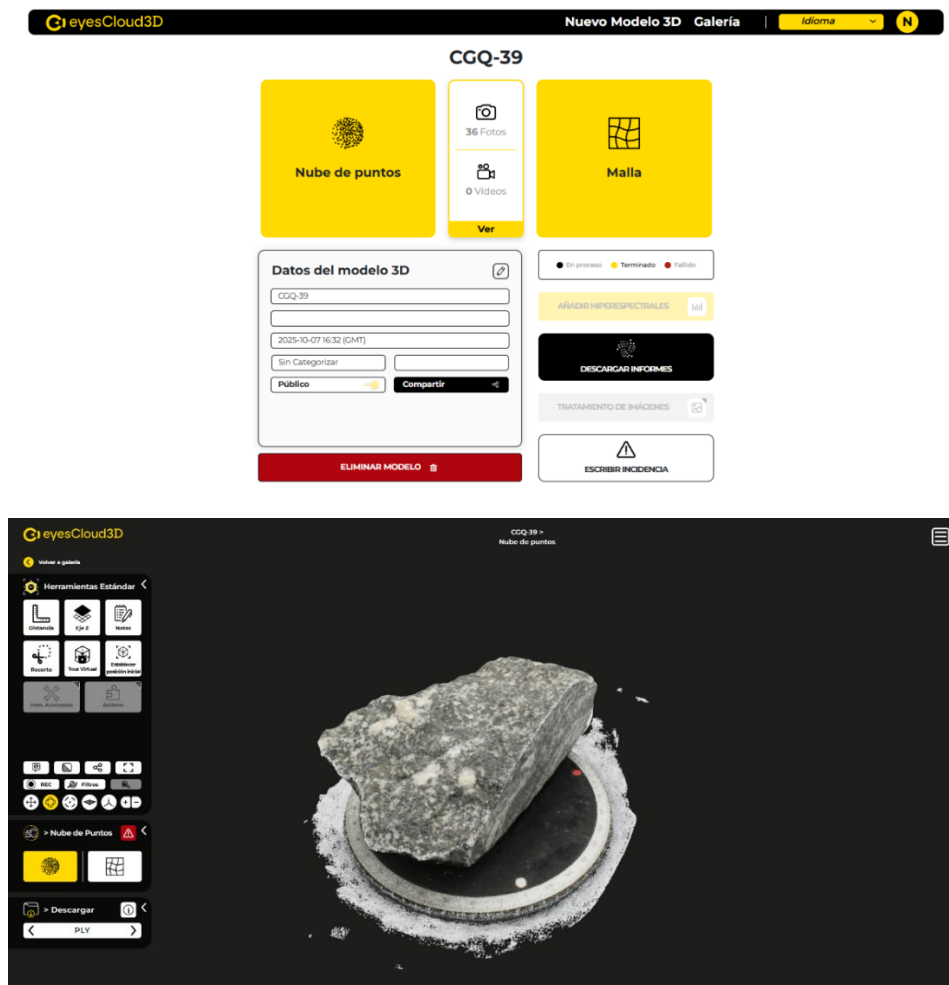 eyesCloud3D
Nuevo Modelo 3D Galería | Idioma N
CGQ-39
Nube de puntos
36 Fotos
0 Vídeos
Ver
Malla
Datos del modelo 3D
CGQ-39
2025-10-07 16:32 (GMT)
Sin Categorizar
Público
Compartir
ELIMINAR MODELO
En proceso Terminado Fallido
AÑADIR HIPERESPECTRALES
DESCARGAR INFORMES
TRATAMIENTO DE IMÁGENES
ESCRIBIR INCIDENCIA
eyesCloud3D
CGQ-39 >
Nube de puntos
Volver a galería
Herramientas Estándar
Distancia Eje Z Notas
Recorte Tour Virtual Establecer posición inicial
Htas. Avanzadas Addons
REC Filtros
> Nube de Puntos
> Descargar
PLY